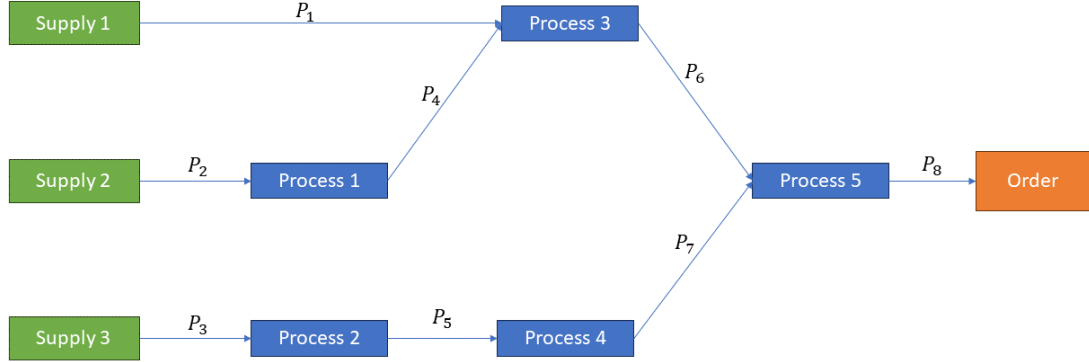 Supply 1
P₁
Process 3
P₄
P₆
Supply 2
P₂
Process 1
Process 5
P₈
Order
P₇
Supply 3
P₃
Process 2
P₅
Process 4